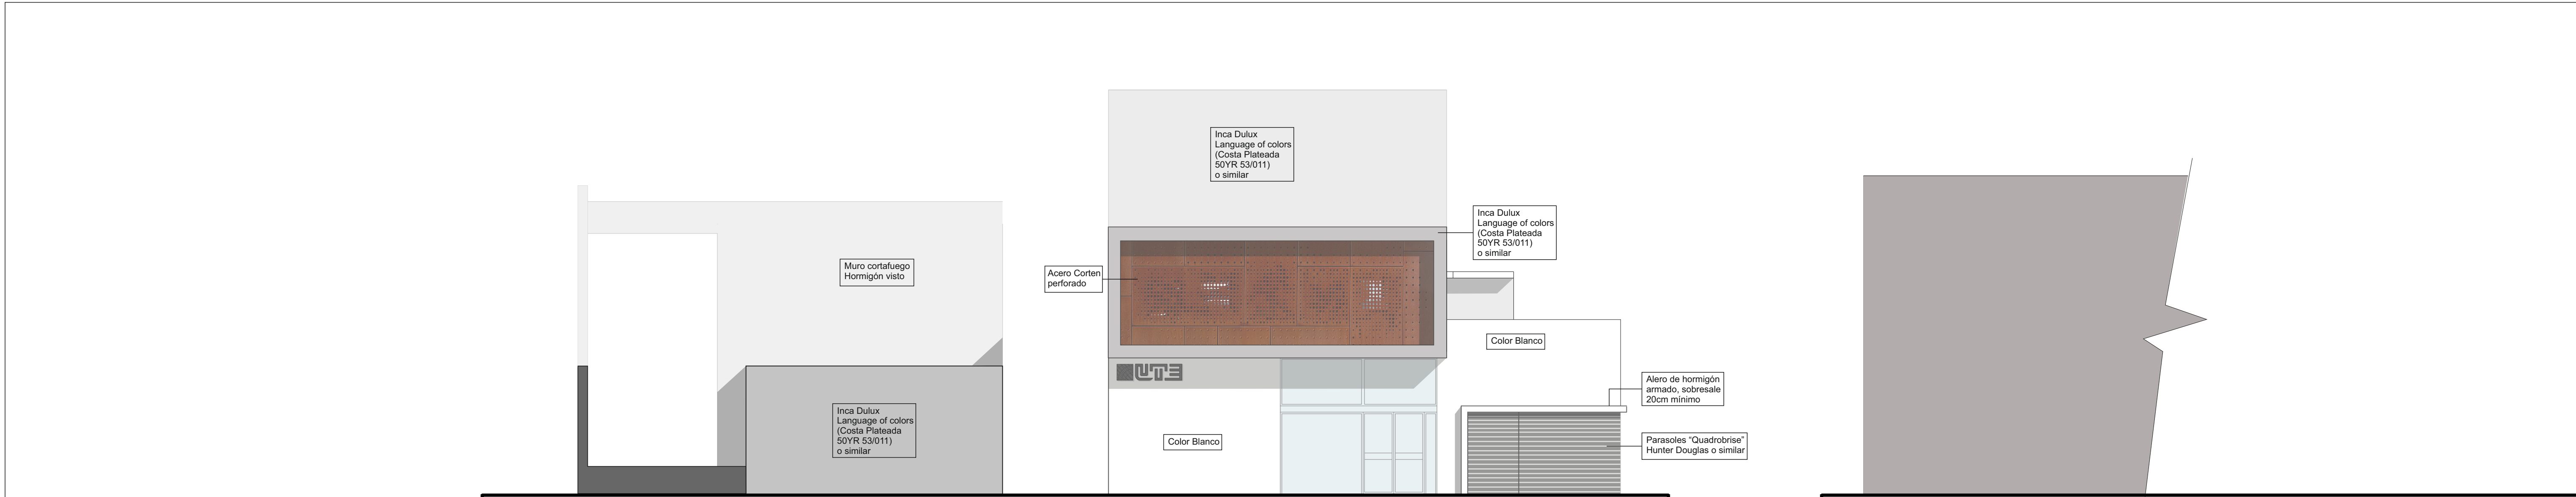 Inca Dulux
Language of colors
(Costa Plateada
50YR 53/011)
o similar
Inca Dulux
Language of colors
(Costa Plateada
50YR 53/011)
o similar
Muro cortafuego
Hormigón visto
Acero Corten
perforado
Color Blanco
UTE
Alero de hormigón
armado, sobresale
20cm mínimo
Inca Dulux
Language of colors
(Costa Plateada
50YR 53/011)
o similar
Color Blanco
Parasoles “Quadrobrise”
Hunter Douglas o similar